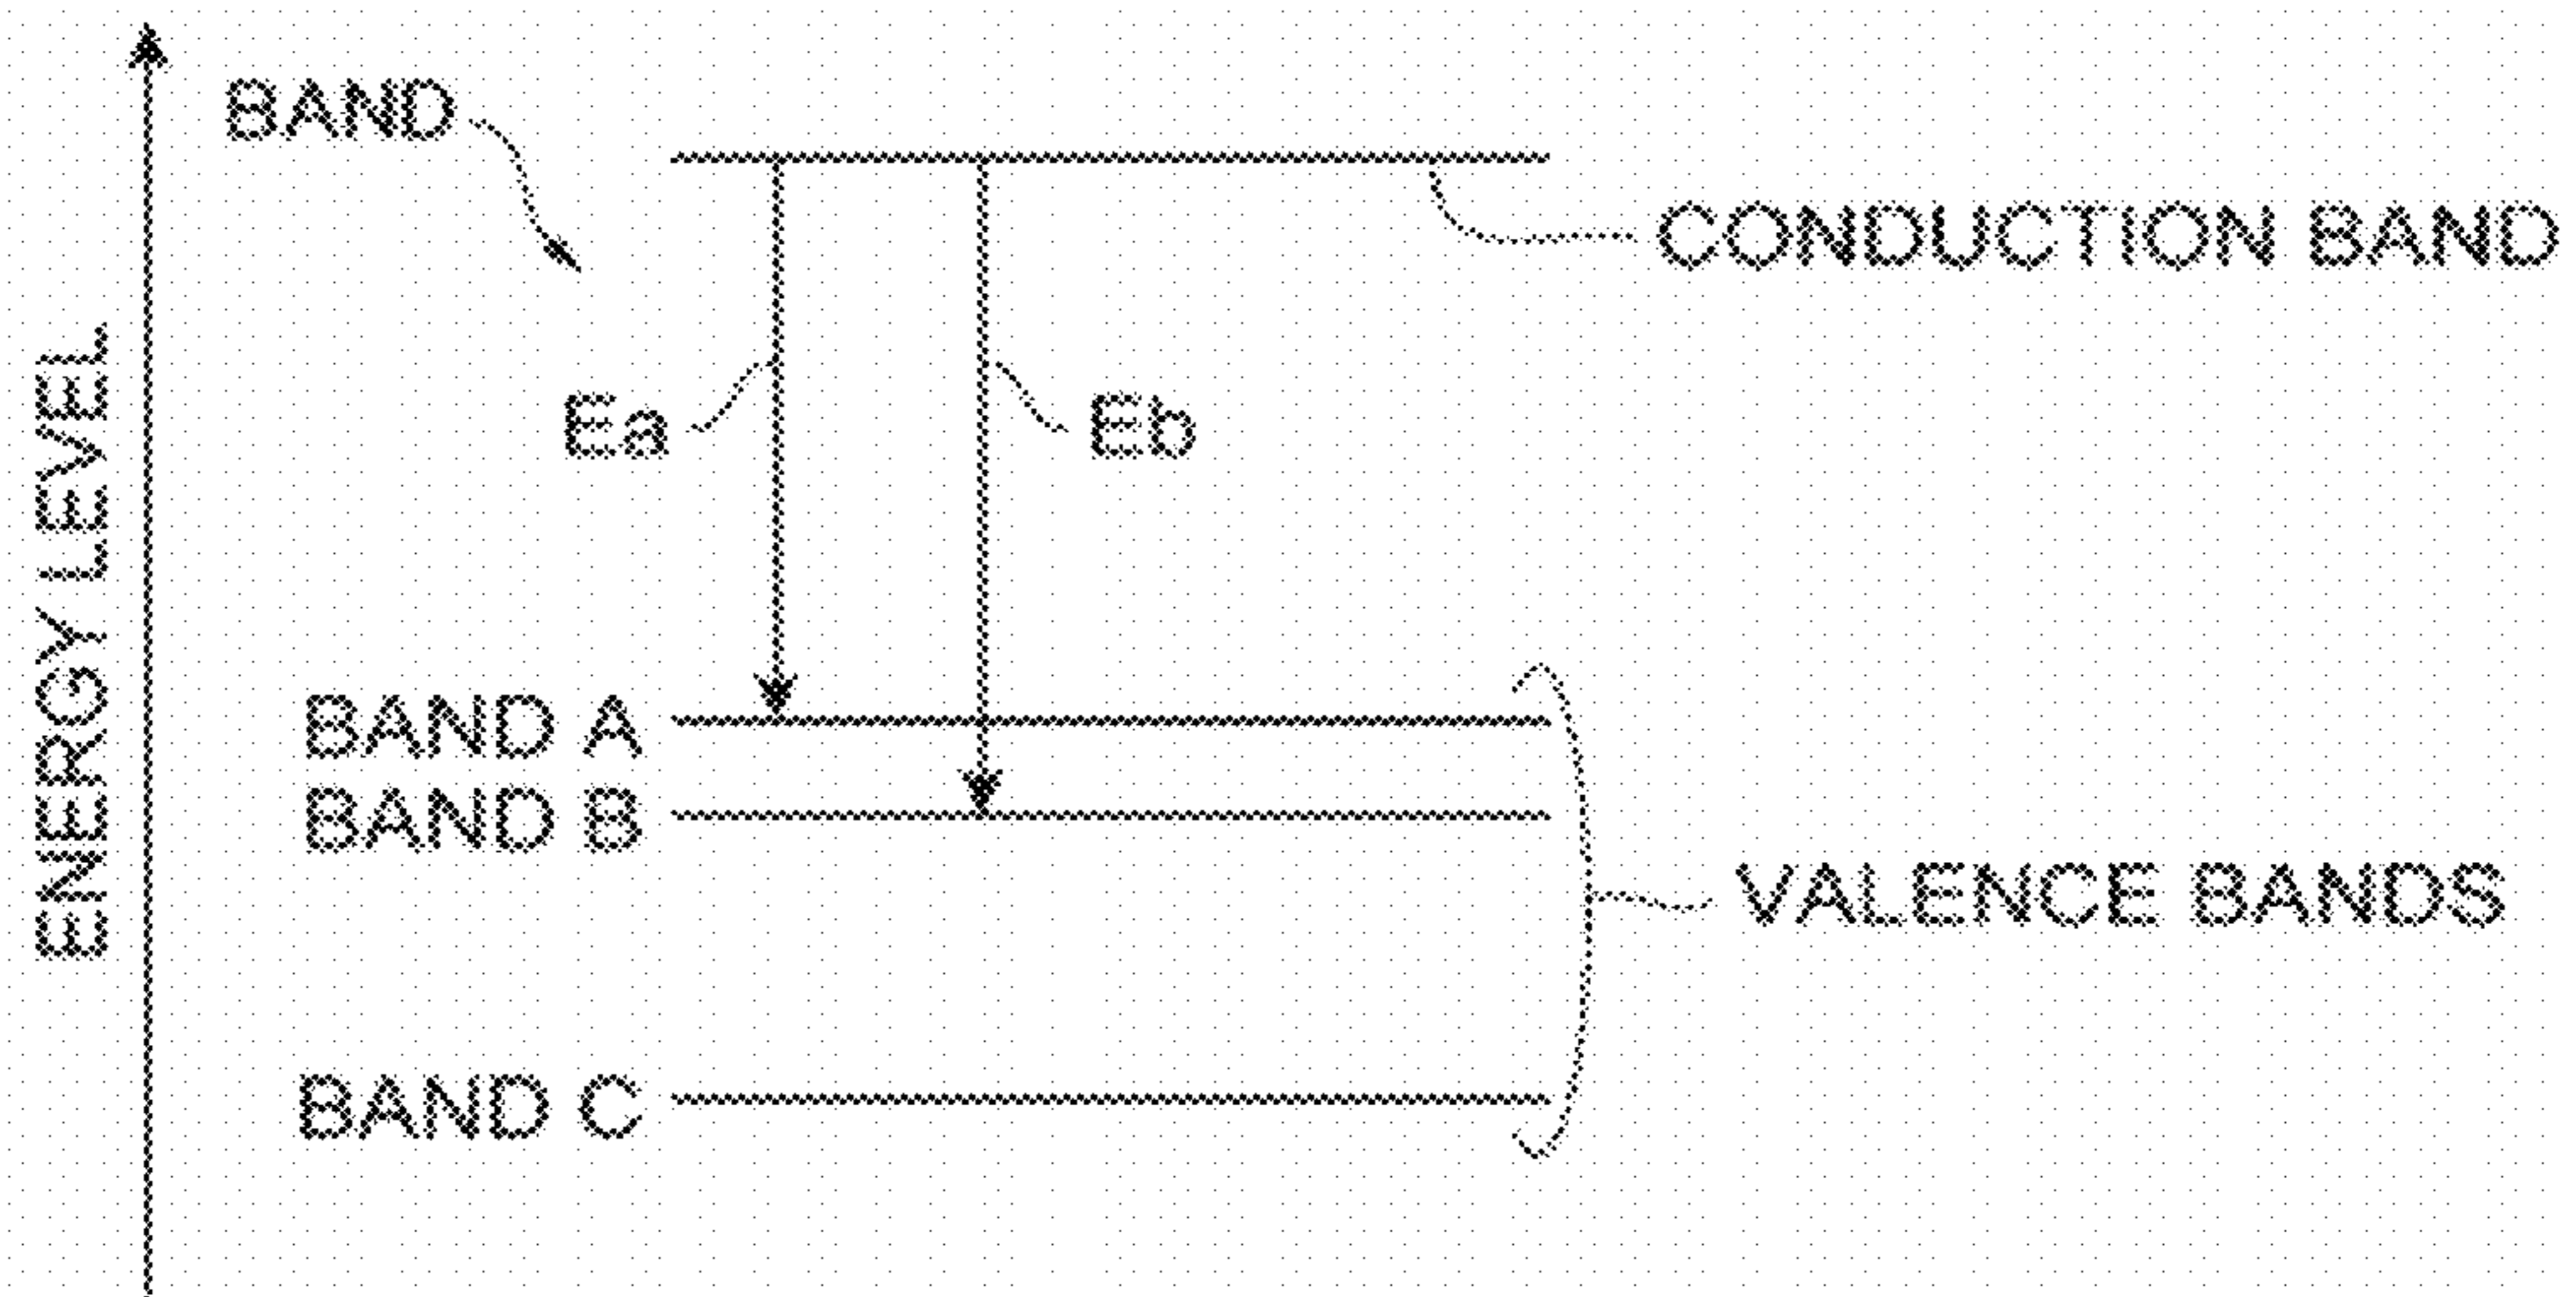 BAND
CONDUCTION BAND
ENERGY LEVEL
Ea
Eb
BAND A
BAND B
VALENCE BANDS
BAND C